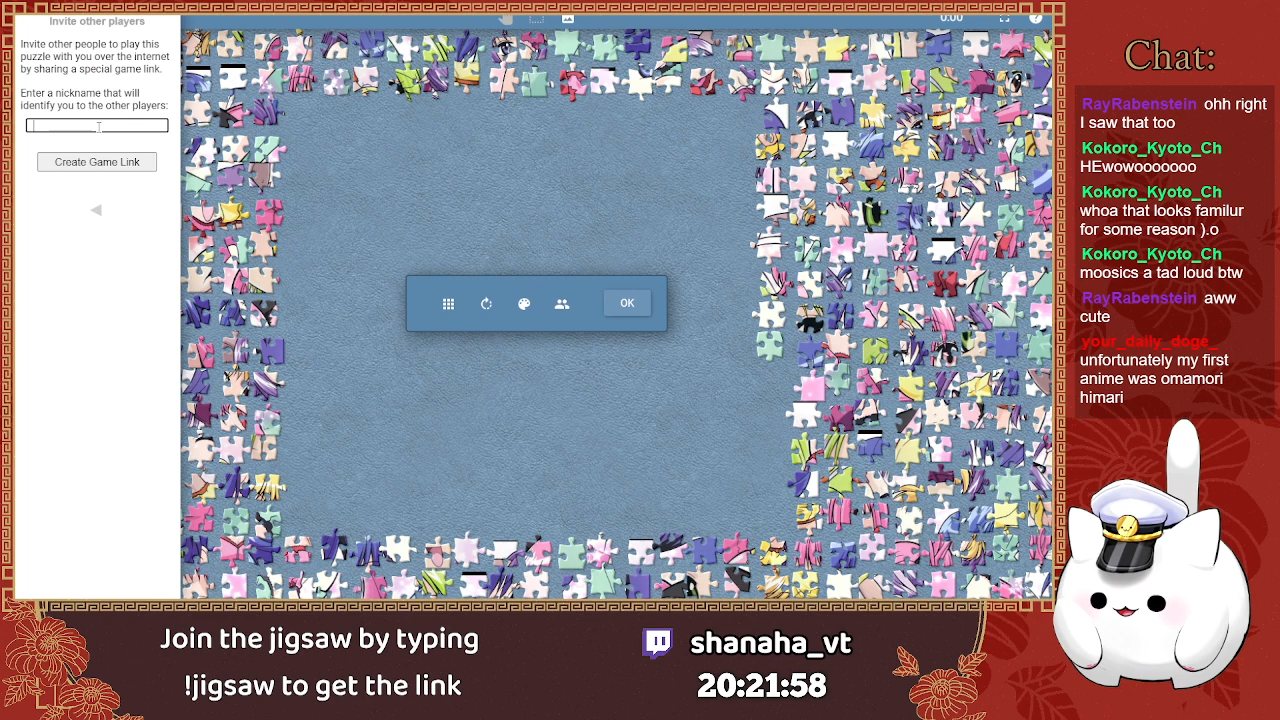 Invite other players
Invite other people to play this
puzzle with you over the internet
by sharing a special game link.
Enter a nickname that will
identify you to the other players:
Create Game Link
0:00
OK
Chat:
RayRabenstein ohh right
I saw that too
Kokoro_Kyoto_Ch
HEwowooooooo
Kokoro_Kyoto_Ch
whoa that looks familur
for some reason ).o
Kokoro_Kyoto_Ch
moosics a tad loud btw
RayRabenstein aww
cute
your_daily_doge_
unfortunately my first
anime was omamori
himari
Join the jigsaw by typing
!jigsaw to get the link
shanaha_vt
20:21:58